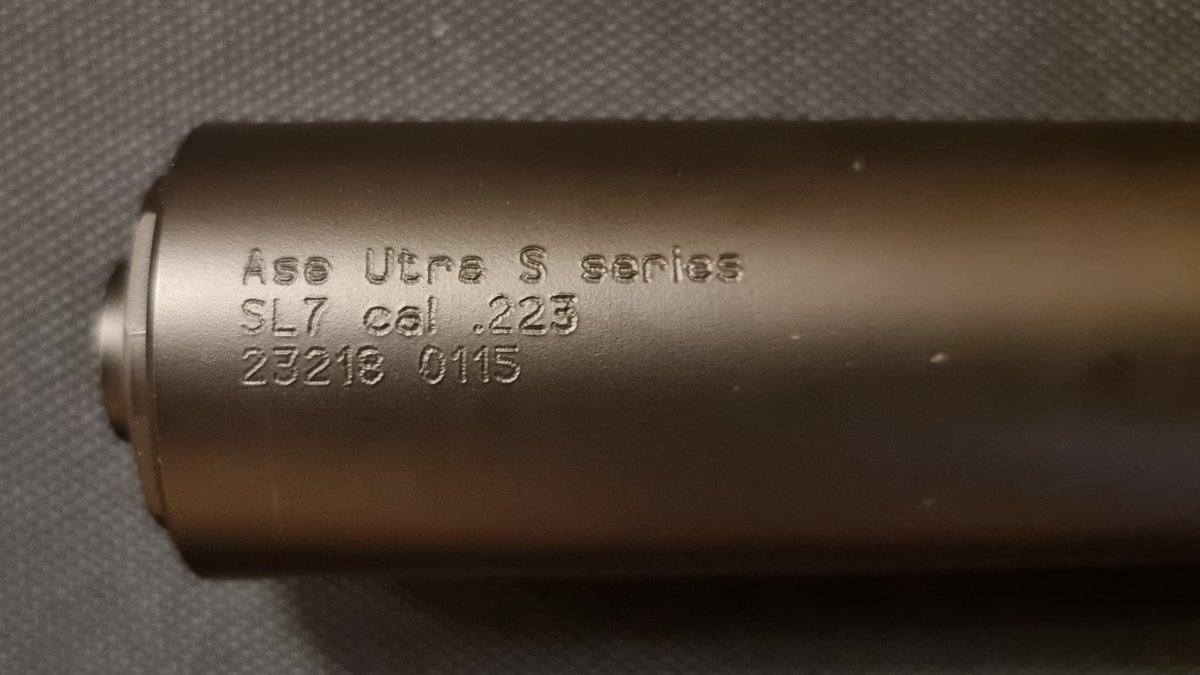 Ase Utra S series
SL7 cal .223
23218 0115